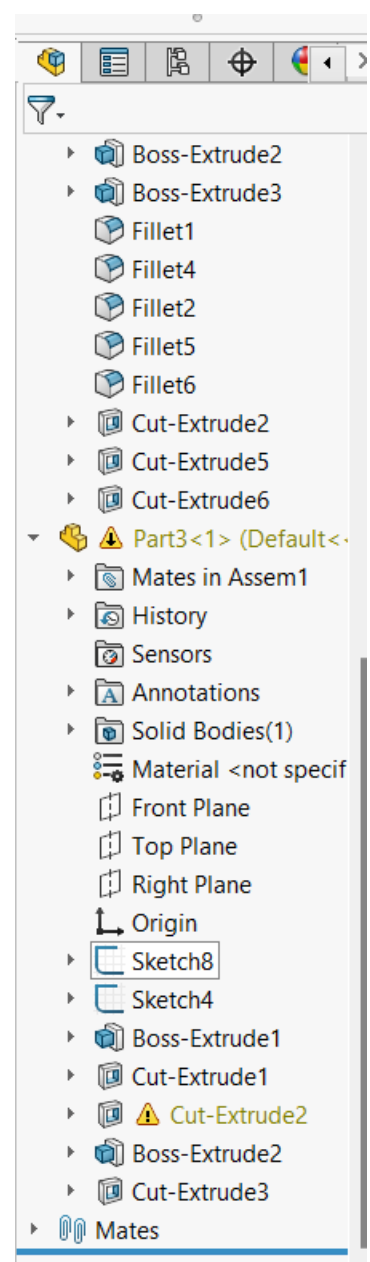 Boss-Extrude2
Boss-Extrude3
Fillet1
Fillet4
Fillet2
Fillet5
Fillet6
Cut-Extrude2
Cut-Extrude5
Cut-Extrude6
Part3<1> (Default<
Mates in Assem1
History
Sensors
Annotations
Solid Bodies(1)
Material <not specif
Front Plane
Top Plane
Right Plane
Origin
Sketch8
Sketch4
Boss-Extrude1
Cut-Extrude1
Cut-Extrude2
Boss-Extrude2
Cut-Extrude3
Mates